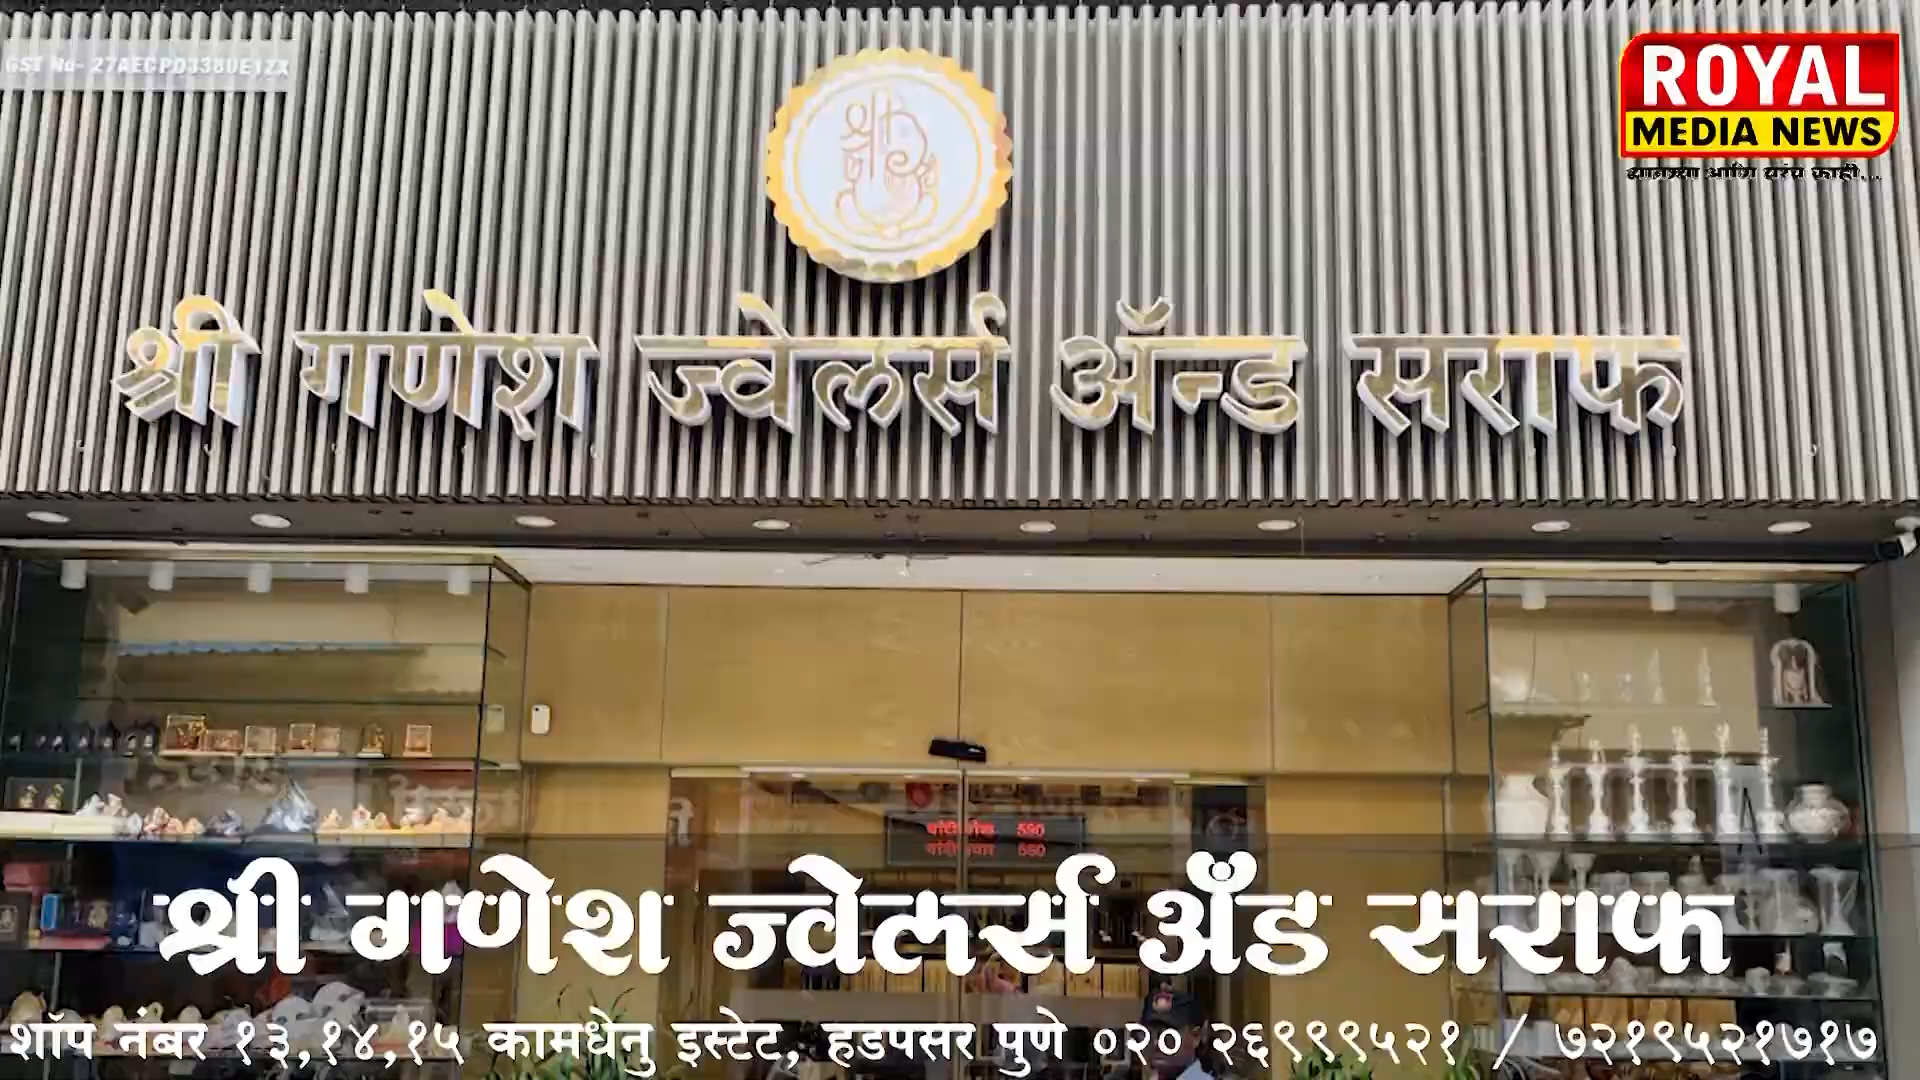 GST No- 27AECPD3380E1ZX
ROYAL
MEDIA NEWS
श्री गणेश ज्वेलर्स ॲन्ड सराफ
590
श्री गणेश ज्वेलर्स अँड सराफ
शॉप नंबर १३,१४,१५ कामधेनु इस्टेट, हडपसर पुणे ०२० २६९९९५२१ / ७२१९५२१७१७